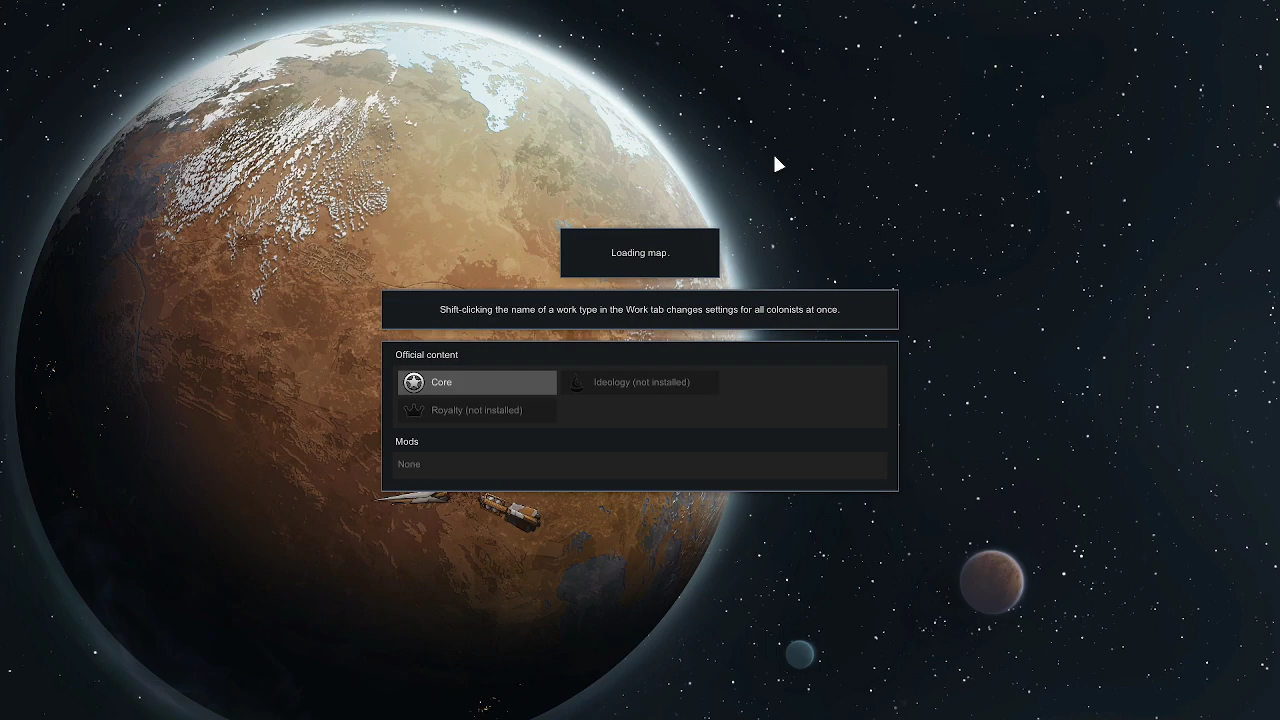 Loading map.
Shift-clicking the name of a work type in the Work tab changes settings for all colonists at once.
Official content
Core
Ideology (not installed)
Royalty (not installed)
Mods
None